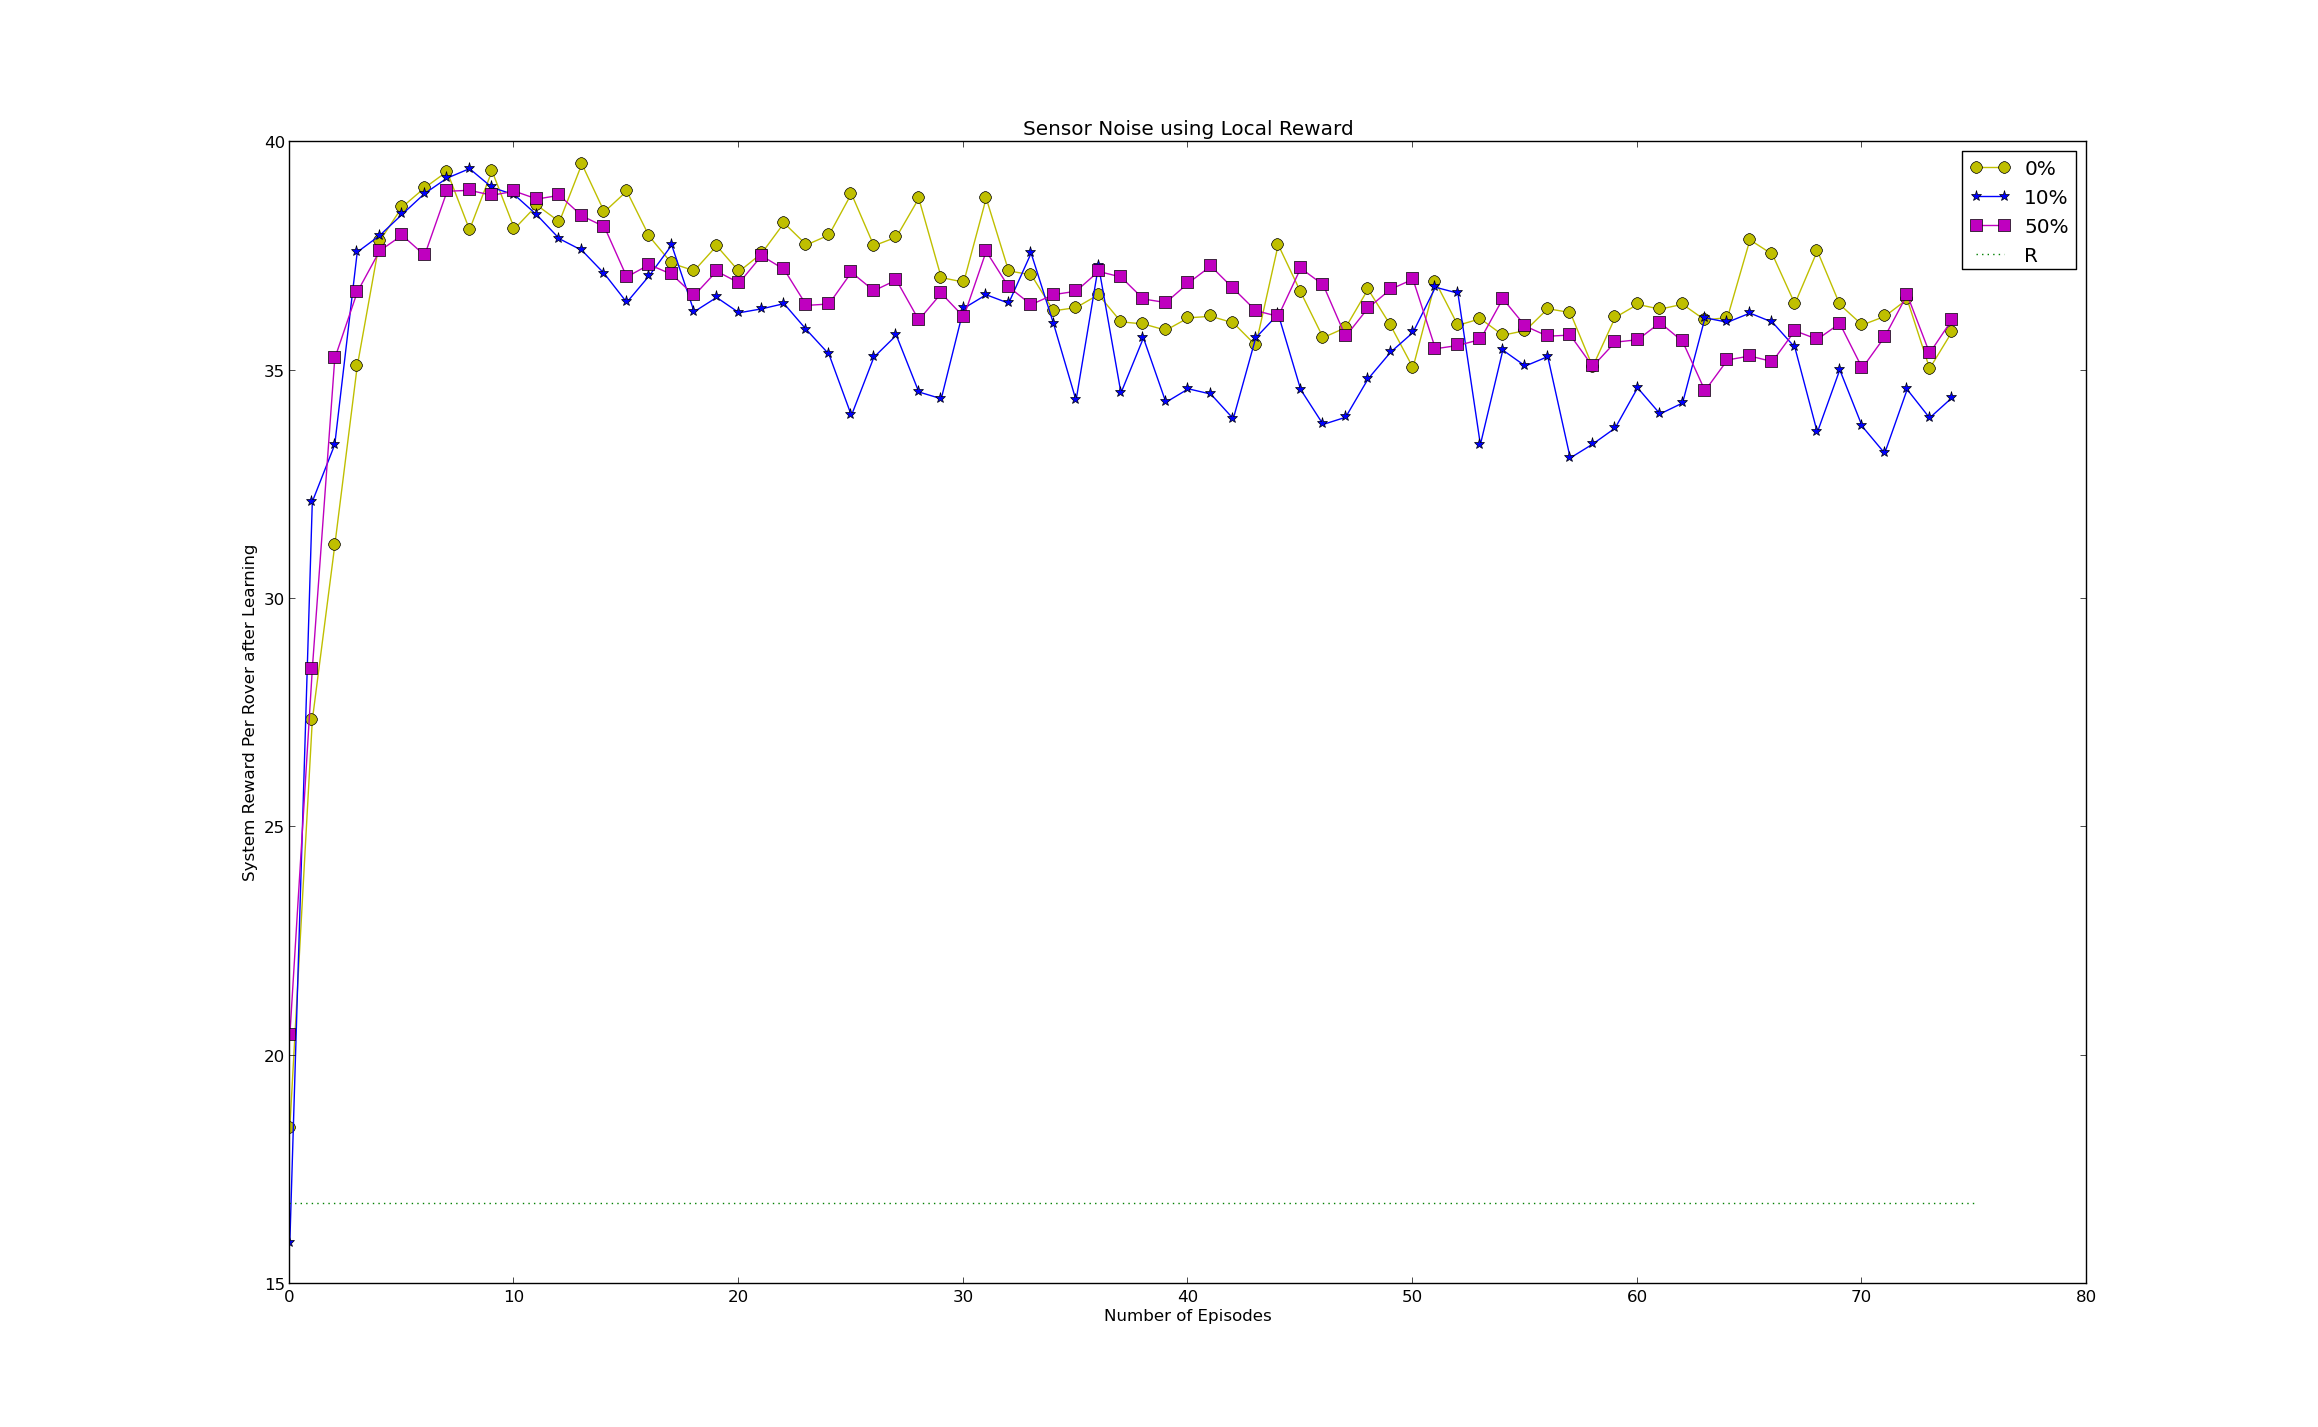 Sensor Noise using Local Reward
40
35
30
25
20
15
System Reward Per Rover after Learning
0%
10%
50%
R
0 10 20 30 40 50 60 70 80
Number of Episodes